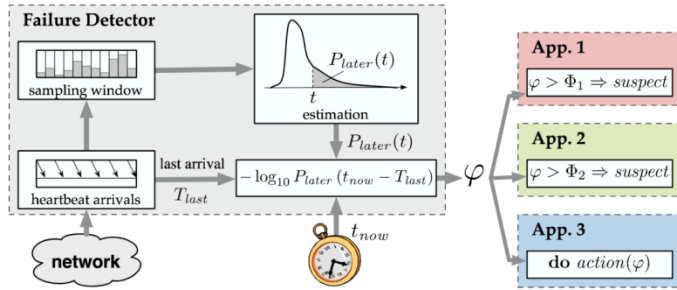 Failure Detector
sampling window
P_later(t)
t
estimation
P_later(t)
heartbeat arrivals
last arrival
T_last
− log₁₀ P_later (t_now − T_last)
φ
t_now
network
App. 1
φ > Φ₁ ⇒ suspect
App. 2
φ > Φ₂ ⇒ suspect
App. 3
do action(φ)